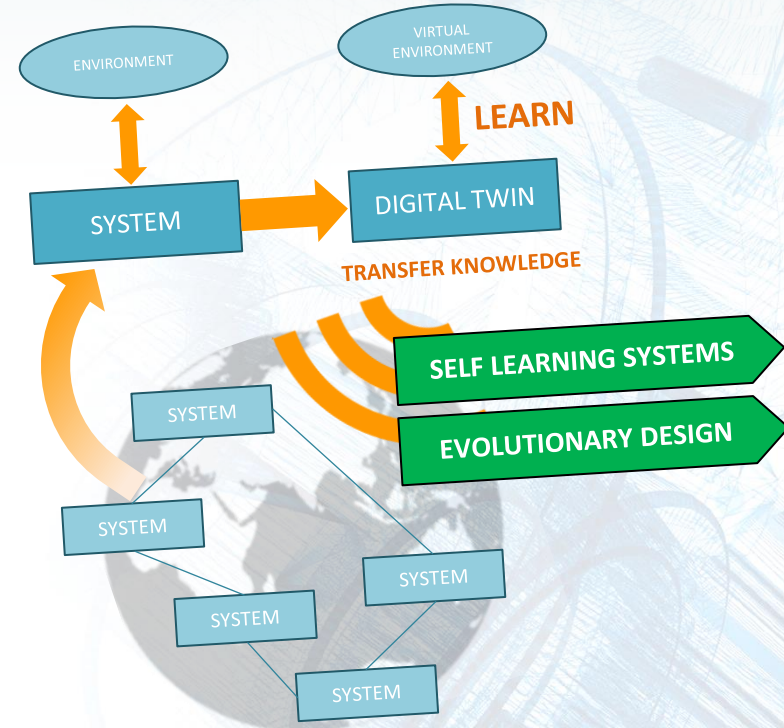 ENVIRONMENT
VIRTUAL
ENVIRONMENT
LEARN
SYSTEM
DIGITAL TWIN
TRANSFER KNOWLEDGE
SELF LEARNING SYSTEMS
EVOLUTIONARY DESIGN
SYSTEM
SYSTEM
SYSTEM
SYSTEM
SYSTEM